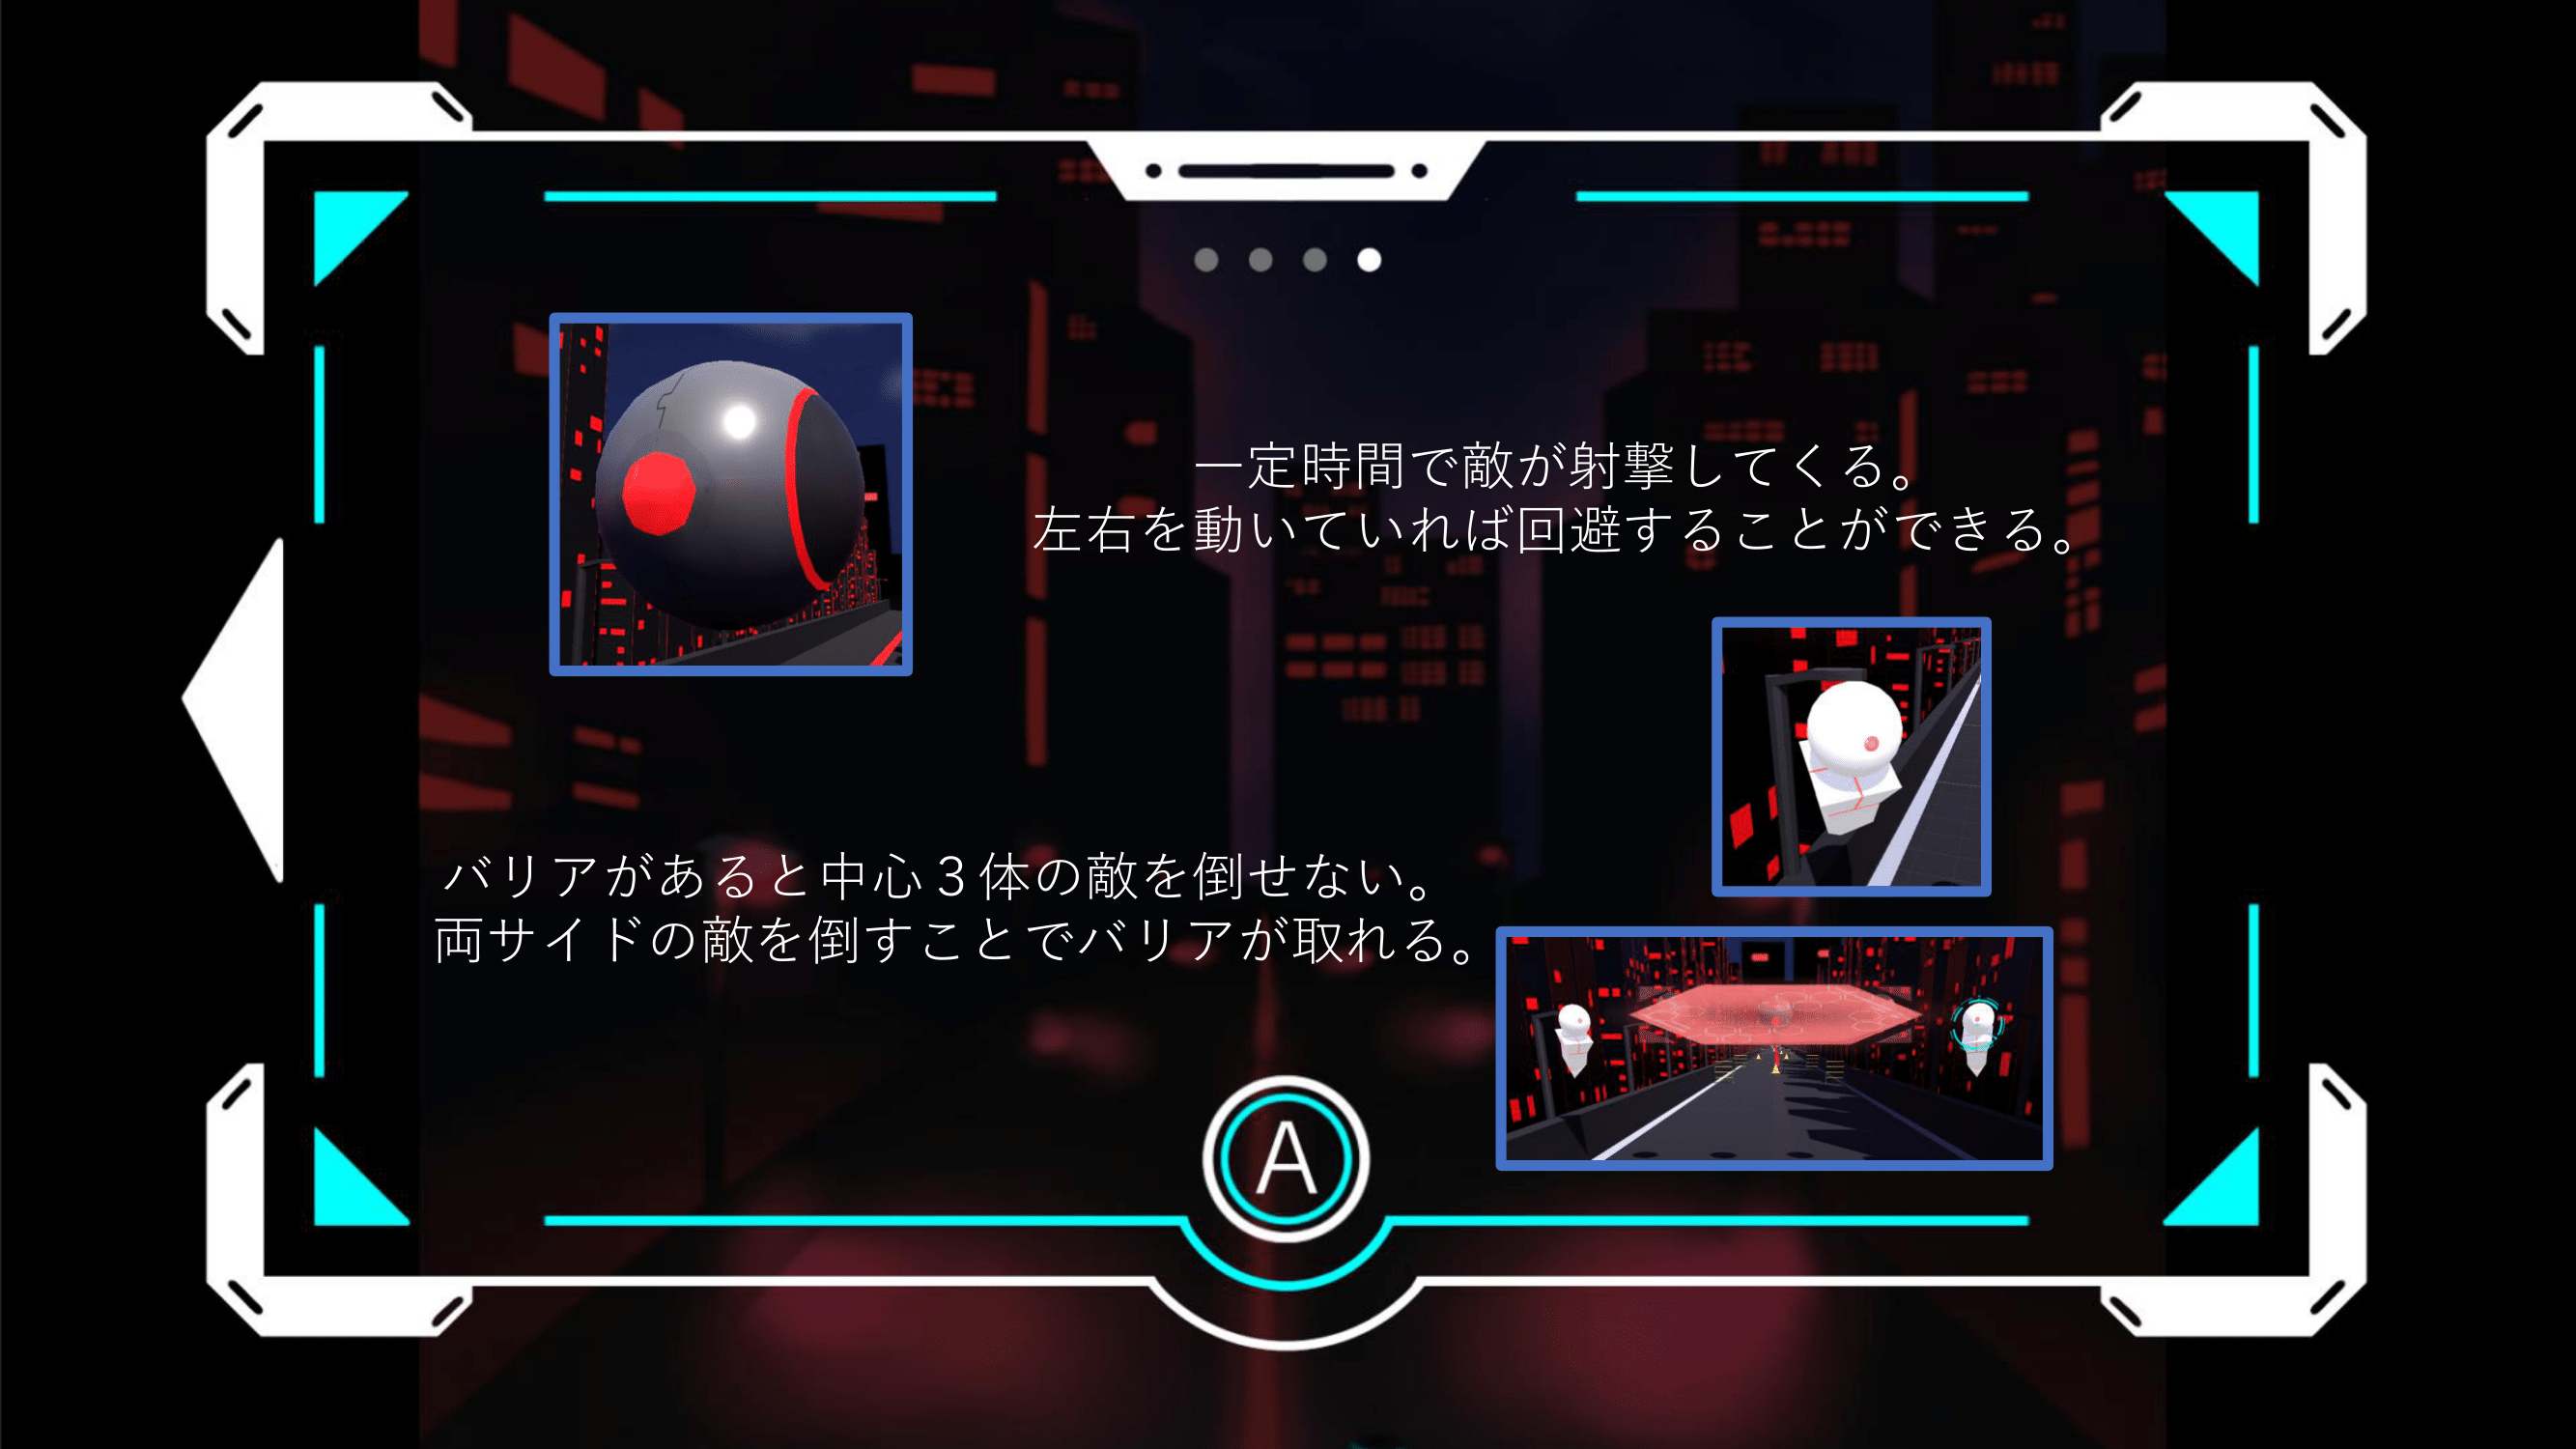 一定時間で敵が射撃してくる。
左右を動いていれば回避することができる。
バリアがあると中心３体の敵を倒せない。
両サイドの敵を倒すことでバリアが取れる。
A